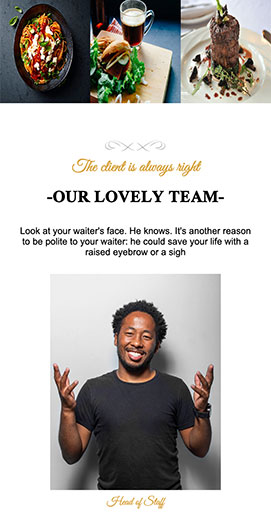 The client is always right
-OUR LOVELY TEAM-
Look at your waiter's face. He knows. It's another reason
to be polite to your waiter: he could save your life with a
raised eyebrow or a sigh
Head of Staff